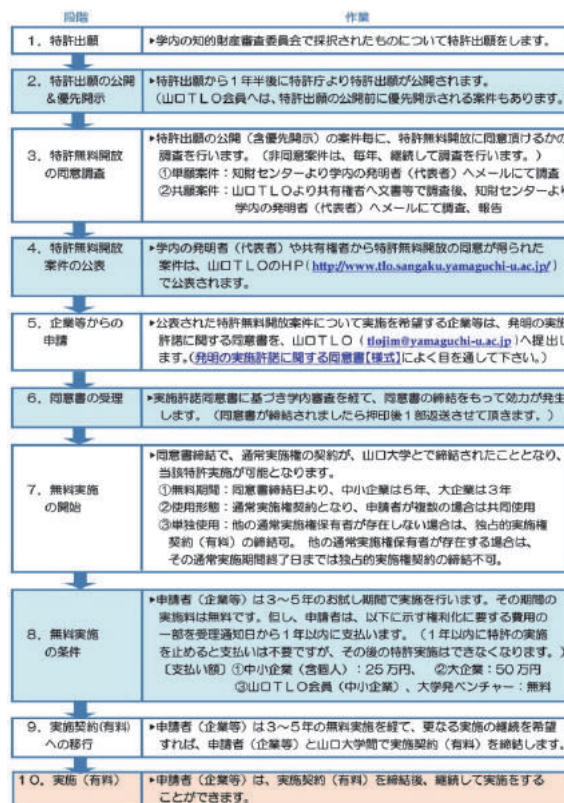 段階
作業
1．特許出願
▶学内の知的財産審査委員会で採択されたものについて特許出願をします。
2．特許出願の公開
＆優先開示
▶特許出願から1年半後に特許庁より特許出願が公開されます。
（山口TLO会員へは、特許出願の公開前に優先開示される案件もあります。
3．特許無料開放
の同意調査
▶特許出願の公開（含優先開示）の案件毎に、特許無料開放に同意頂けるかの
調査を行います。（非同意案件は、毎年、継続して調査を行います。）
①単願案件：知財センターより学内の発明者（代表者）へメールにて調査
②共願案件：山口TLOより共有権者へ文書等で調査後、知財センターより
学内の発明者（代表者）へメールにて調査、報告
4．特許無料開放
案件の公表
▶学内の発明者（代表者）や共有権者から特許無料開放の同意が得られた
案件は、山口TLOのHP（http://www.tlo.sangaku.yamaguchi-u.ac.jp/）
で公表されます。
5．企業等からの
申請
▶公表された特許無料開放案件について実施を希望する企業等は、発明の実施
許諾に関する同意書を、山口TLO（tlojim@yamaguchi-u.ac.jp）へ提出し
ます。（発明の実施許諾に関する同意書【様式】によく目を通して下さい。）
6．同意書の受理
▶実施許諾同意書に基づき学内審査を経て、同意書の締結をもって効力が発生
します。（同意書が締結されましたら押印後1部返送させて頂きます。）
7．無料実施
の開始
▶同意書締結で、通常実施権の契約が、山口大学とで締結されたこととなり、
当該特許実施が可能となります。
①無料期間：同意書締結日より、中小企業は5年、大企業は3年
②使用形態：通常実施権契約となり、申請者が複数の場合は共同使用
③単独使用：他の通常実施権保有者が存在しない場合は、独占的実施権
契約（有料）の締結可。 他の通常実施権保有者が存在する場合は、
その通常実施期間終了日までは独占的実施権契約の締結不可。
8．無料実施
の条件
▶申請者（企業等）は3〜5年のお試し期間で実施を行います。その期間の
実施料は無料です。但し、申請者は、以下に示す権利化に要する費用の
一部を受理通知日から1年以内に支払います。（1年以内に特許の実施
を止めると支払いは不要ですが、その後の特許実施はできなくなります。）
〔支払い額〕①中小企業（含個人）：25万円、 ②大企業：50万円
③山口TLO会員（中小企業）、大学発ベンチャー：無料
9．実施契約(有料)
への移行
▶申請者（企業等）は3〜5年の無料実施を経て、更なる実施の継続を希望
すれば、申請者（企業等）と山口大学間で実施契約（有料）を締結します。
10．実施（有料）
▶申請者（企業等）は、実施契約（有料）を締結後、継続して実施をする
ことができます。